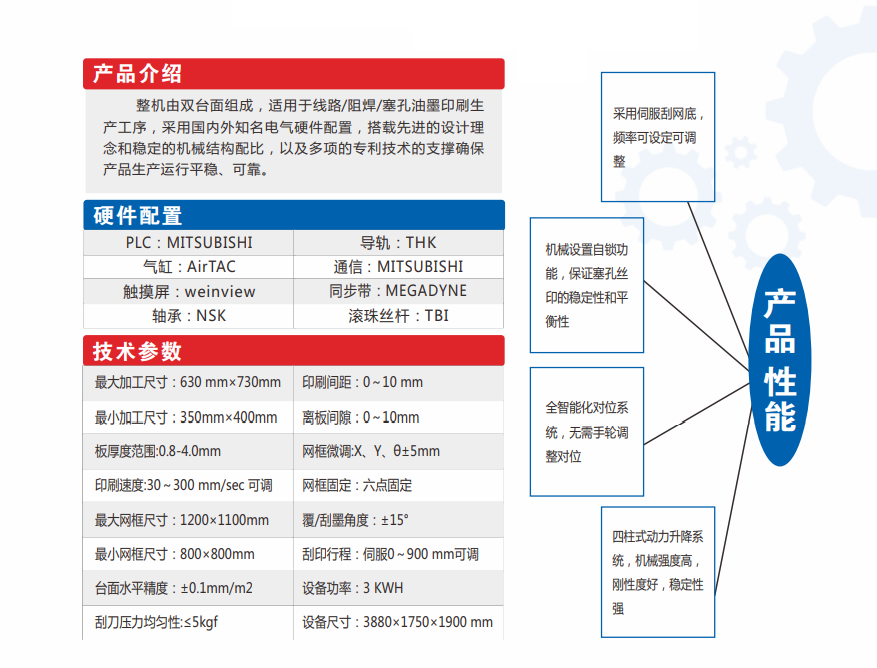 产品介绍
整机由双台面组成，适用于线路/阻焊/塞孔油墨印刷生
产工序，采用国内外知名电气硬件配置，搭载先进的设计理
念和稳定的机械结构配比，以及多项的专利技术的支撑确保
产品生产运行平稳、可靠。
硬件配置
PLC：MITSUBISHI
导轨：THK
气缸：AirTAC
通信：MITSUBISHI
触摸屏：weinview
同步带：MEGADYNE
轴承：NSK
滚珠丝杆：TBI
技术参数
最大加工尺寸：630 mm×730mm
印刷间距：0～10 mm
最小加工尺寸：350mm×400mm
离板间隙：0～10mm
板厚度范围:0.8-4.0mm
网框微调:X、Y、θ±5mm
印刷速度:30～300 mm/sec 可调
网框固定：六点固定
最大网框尺寸：1200×1100mm
覆/刮墨角度：±15°
最小网框尺寸：800×800mm
刮印行程：伺服0～900 mm可调
台面水平精度：±0.1mm/m2
设备功率：3 KWH
刮刀压力均匀性:≤5kgf
设备尺寸：3880×1750×1900 mm
采用伺服刮网底，
频率可设定可调
整
机械设置自锁功
能，保证塞孔丝
印的稳定性和平
衡性
全智能化对位系
统，无需手轮调
整对位
四柱式动力升降系
统，机械强度高，
刚性度好，稳定性
强
产品性能